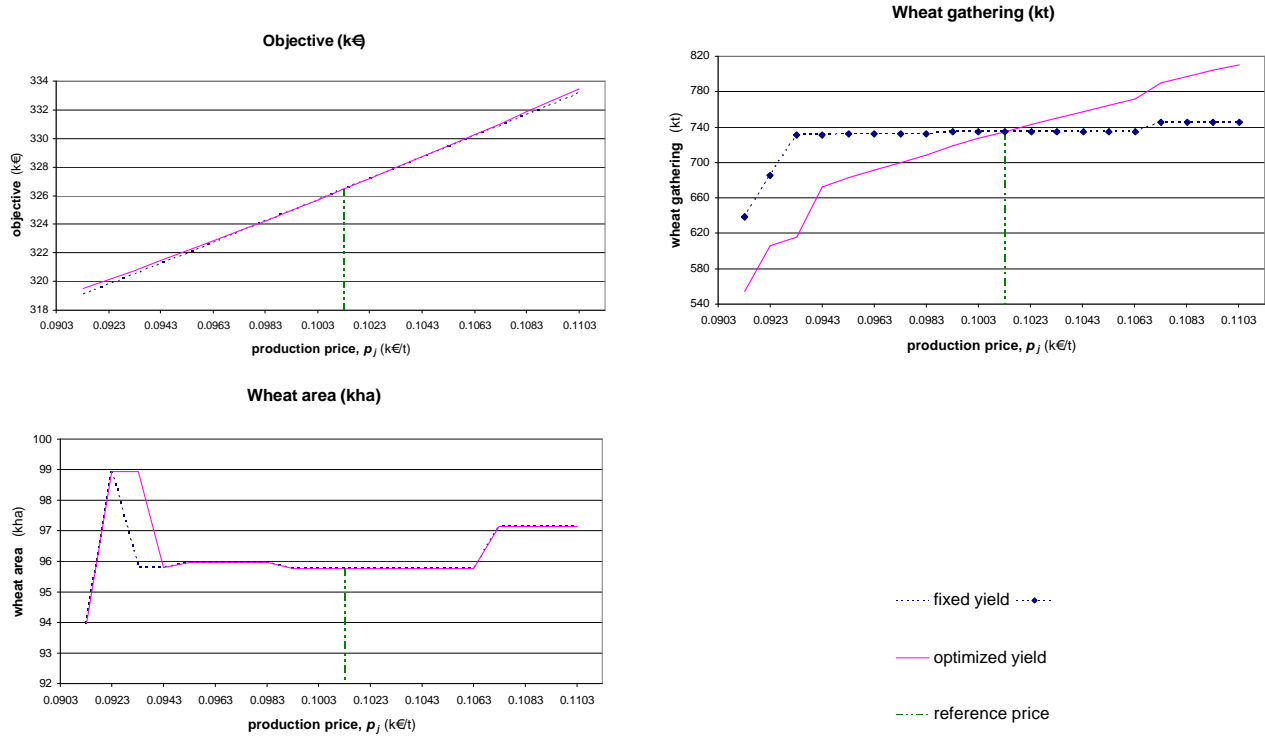 Objective (k€)
334
332
330
328
326
324
322
320
318
objective (k€)
0.0903 0.0923 0.0943 0.0963 0.0983 0.1003 0.1023 0.1043 0.1063 0.1083 0.1103
production price, pj (k€/t)
Wheat gathering (kt)
820
780
740
700
660
620
580
540
wheat gathering (kt)
0.0903 0.0923 0.0943 0.0963 0.0983 0.1003 0.1023 0.1043 0.1063 0.1083 0.1103
production price, pj (k€/t)
Wheat area (kha)
100
99
98
97
96
95
94
93
92
wheat area (kha)
0.0903 0.0923 0.0943 0.0963 0.0983 0.1003 0.1023 0.1043 0.1063 0.1083 0.1103
production price, pj (k€/t)
fixed yield
optimized yield
reference price